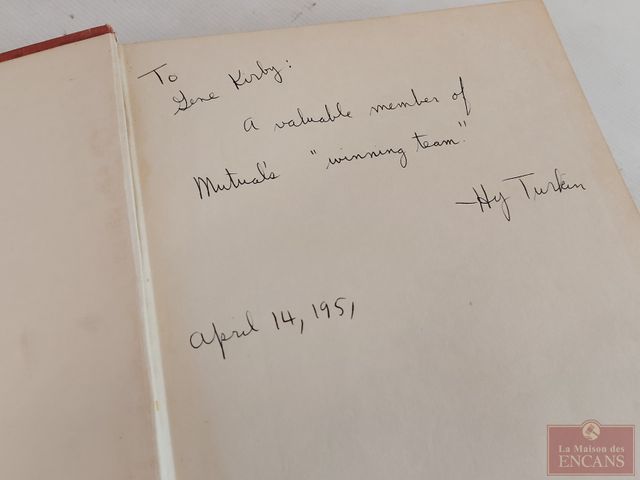 To
Gene Kirby:
A valuable member of
Mutual's "winning team."
—Hy Turkin
April 14, 1951
La Maison des
ENCANS